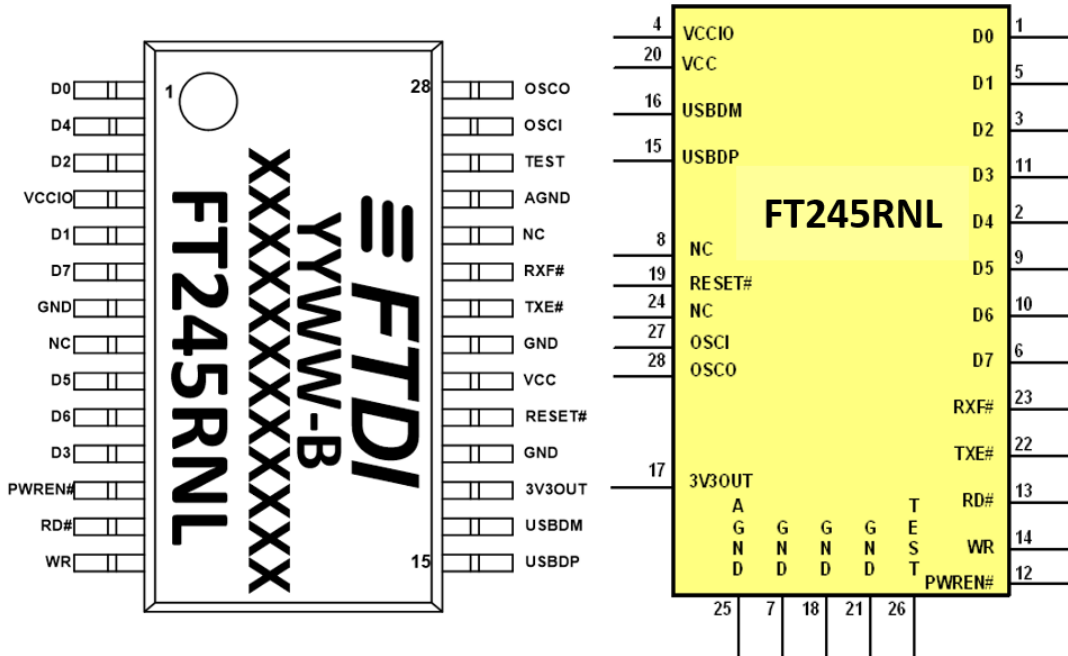 D0
D4
D2
VCCIO
D1
D7
GND
NC
D5
D6
D3
PWREN#
RD#
WR
1
28
15
FT245RNL
XXXXXXXXXXXX
YYWW-B
FTDI
OSCO
OSCI
TEST
AGND
NC
RXF#
TXE#
GND
VCC
RESET#
GND
3V3OUT
USBDM
USBDP
4 VCCIO
20 VCC
16 USBDM
15 USBDP
8 NC
19 RESET#
24 NC
27 OSCI
28 OSCO
17 3V3OUT
FT245RNL
D0 1
D1 5
D2 3
D3 11
D4 2
D5 9
D6 10
D7 6
RXF# 23
TXE# 22
RD# 13
WR 14
PWREN# 12
AGND
GND
GND
GND
TEST
25 7 18 21 26